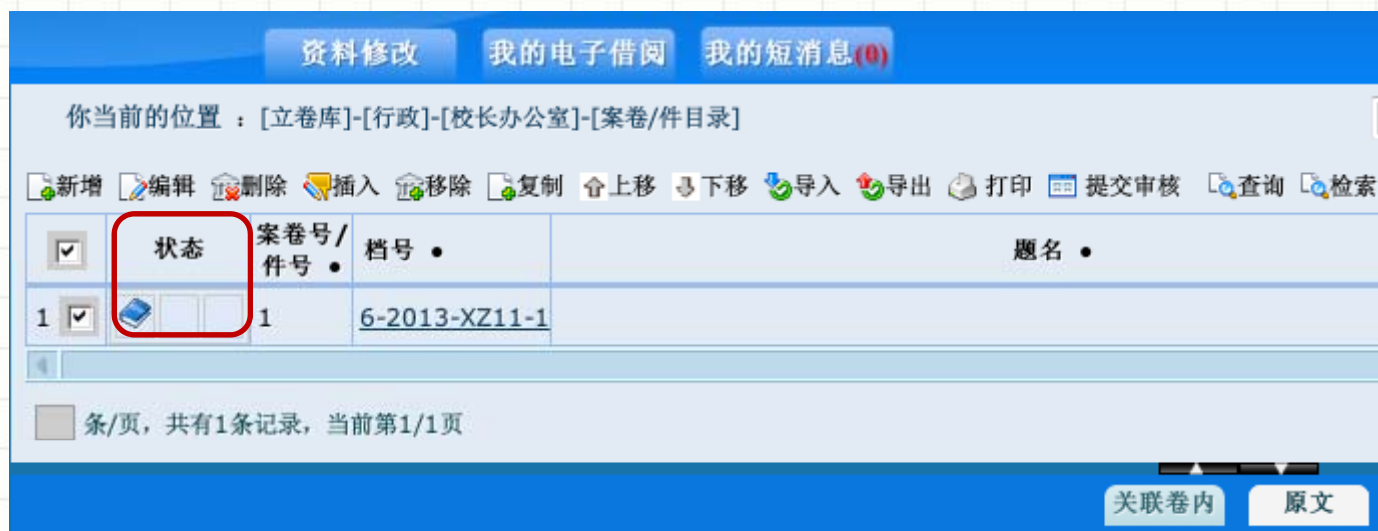 资料修改 我的电子借阅 我的短消息(0)
你当前的位置 ：[立卷库]-[行政]-[校长办公室]-[案卷/件目录]
新增 编辑 删除 插入 移除 复制 上移 下移 导入 导出 打印 提交审核 查询 检索
状态 案卷号/件号 • 档号 • 题名 •
1 1 6-2013-XZ11-1
条/页，共有1条记录，当前第1/1页
关联卷内 原文